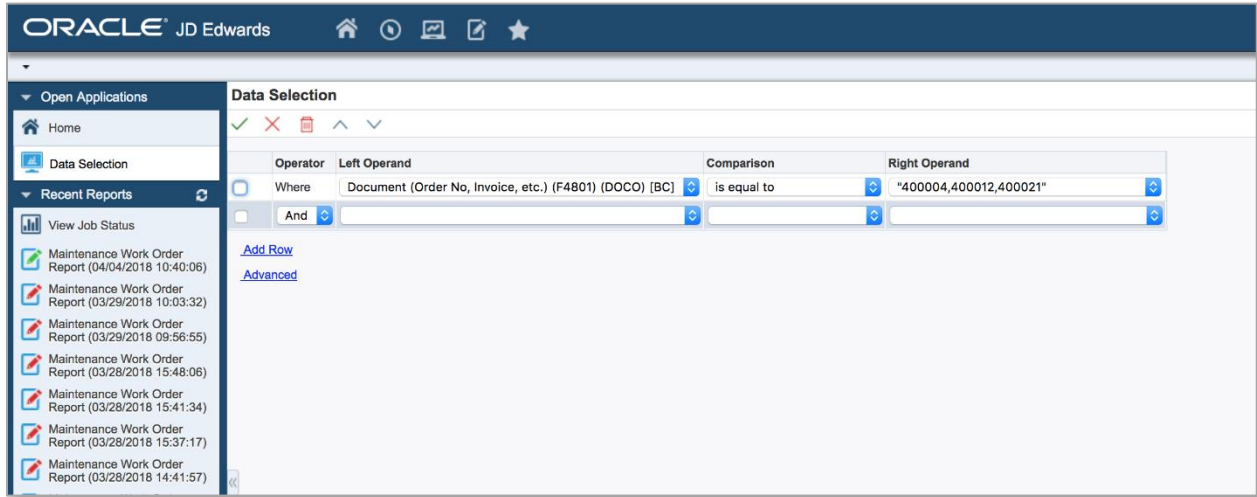 ORACLE JD Edwards
Open Applications
Home
Data Selection
Recent Reports
View Job Status
Maintenance Work Order
Report (04/04/2018 10:40:06)
Maintenance Work Order
Report (03/29/2018 10:03:32)
Maintenance Work Order
Report (03/29/2018 09:56:55)
Maintenance Work Order
Report (03/28/2018 15:48:06)
Maintenance Work Order
Report (03/28/2018 15:41:34)
Maintenance Work Order
Report (03/28/2018 15:37:17)
Maintenance Work Order
Report (03/28/2018 14:41:57)
Data Selection
Operator Left Operand Comparison Right Operand
Where Document (Order No, Invoice, etc.) (F4801) (DOCO) [BC] is equal to "400004,400012,400021"
And
Add Row
Advanced